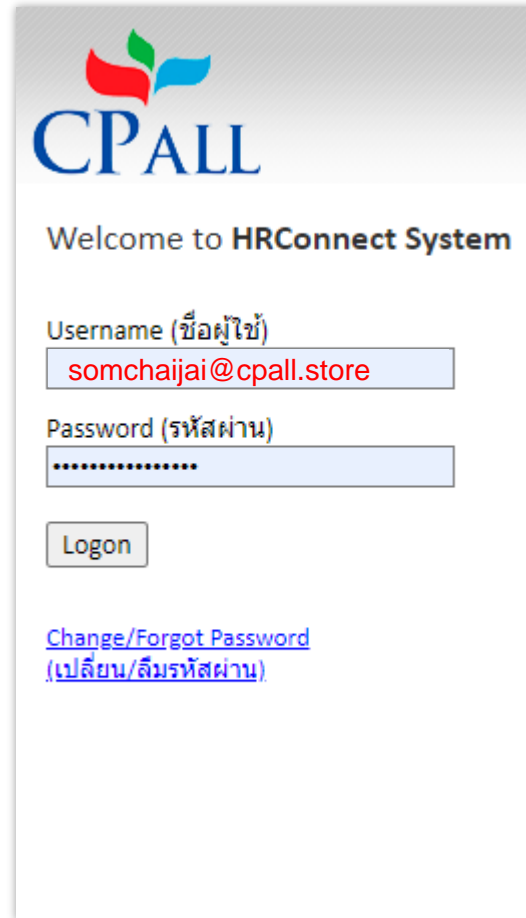 CPALL
Welcome to HRConnect System
Username (ชื่อผู้ใช้)
somchaijai@cpall.store
Password (รหัสผ่าน)
••••••••••••••••
Logon
Change/Forgot Password
(เปลี่ยน/ลืมรหัสผ่าน)